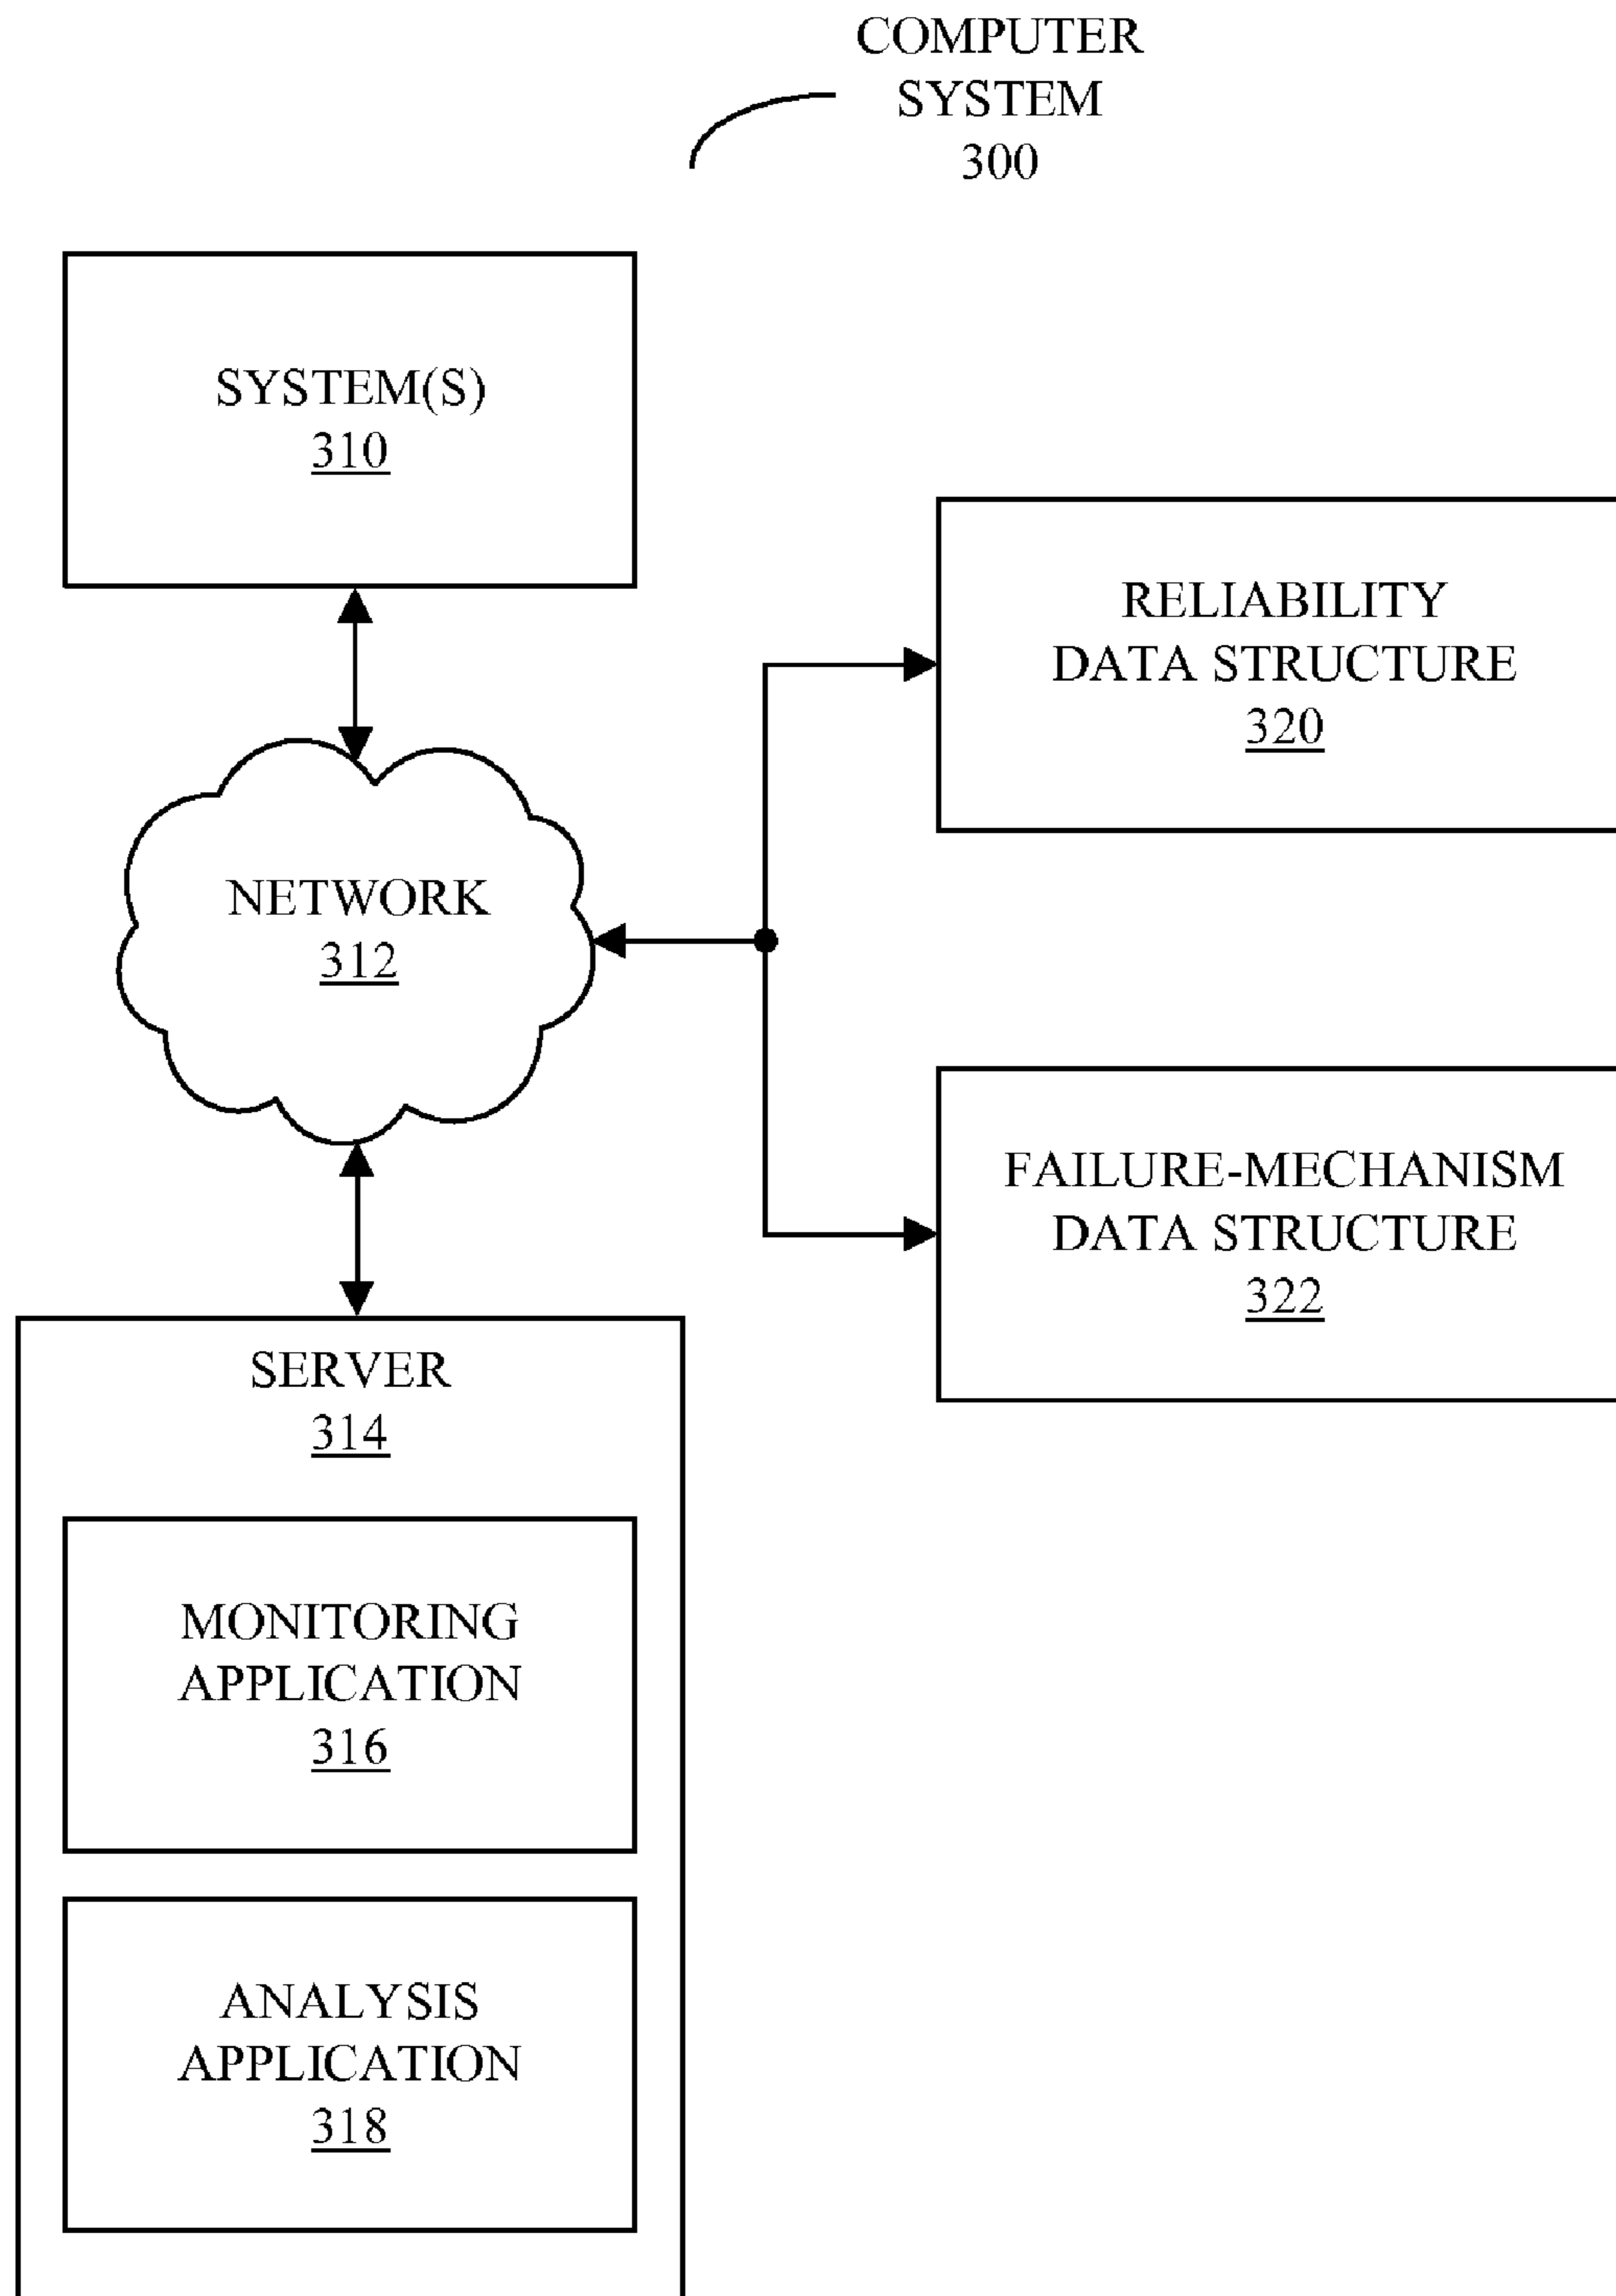 COMPUTER
SYSTEM
300
SYSTEM(S)
310
RELIABILITY
DATA STRUCTURE
320
NETWORK
312
FAILURE-MECHANISM
DATA STRUCTURE
322
SERVER
314
MONITORING
APPLICATION
316
ANALYSIS
APPLICATION
318